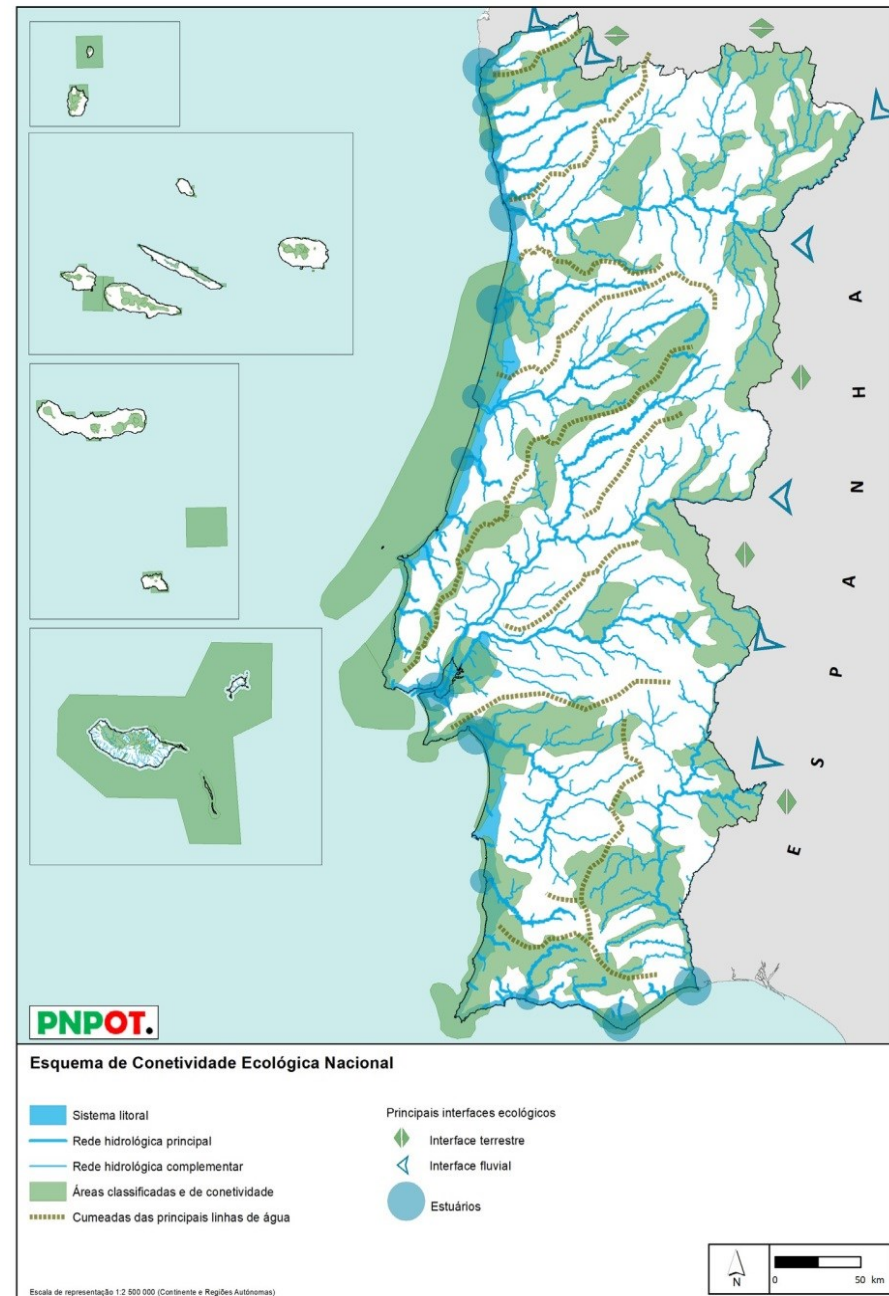 ESPANHA
PNPOT.
Esquema de Conetividade Ecológica Nacional
Sistema litoral
Rede hidrológica principal
Rede hidrológica complementar
Áreas classificadas e de conetividade
Cumeadas das principais linhas de água
Principais interfaces ecológicos
Interface terrestre
Interface fluvial
Estuários
Escala de representação 1:2 500 000 (Continente e Regiões Autónomas)
N
0 50 km